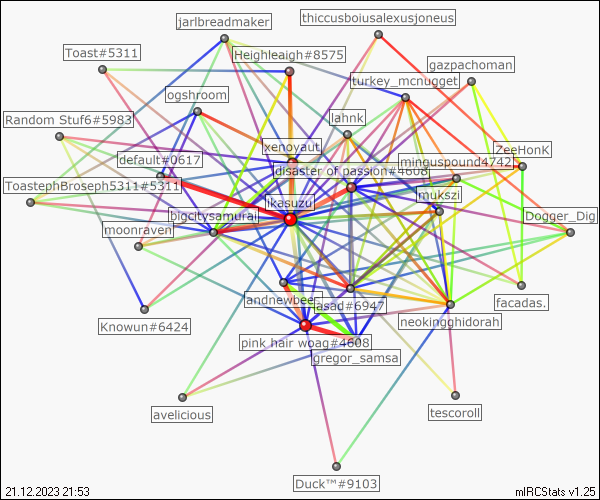 jarlbreadmaker
thiccusboiusalexusjoneus
Toast#5311
Heighleaigh#8575
gazpachoman
turkey_mcnugget
ogshroom
lahnk
Random Stuf6#5983
xenoyaut
ZeeHonk
default#0617
disaster of passion#4608
minguspound4742
ToastephBroseph5311#5311
likasuzu
mukszi
bigcitysamurai
Dogger_Dig
moonraven
andnewbees
asad#6947
facadas.
Knowun#6424
neokingghidorah
pink hair woag#4608
gregor_samsa
avelicious
tescoroll
Duck™#9103
21.12.2023 21:53
mIRCStats v1.25